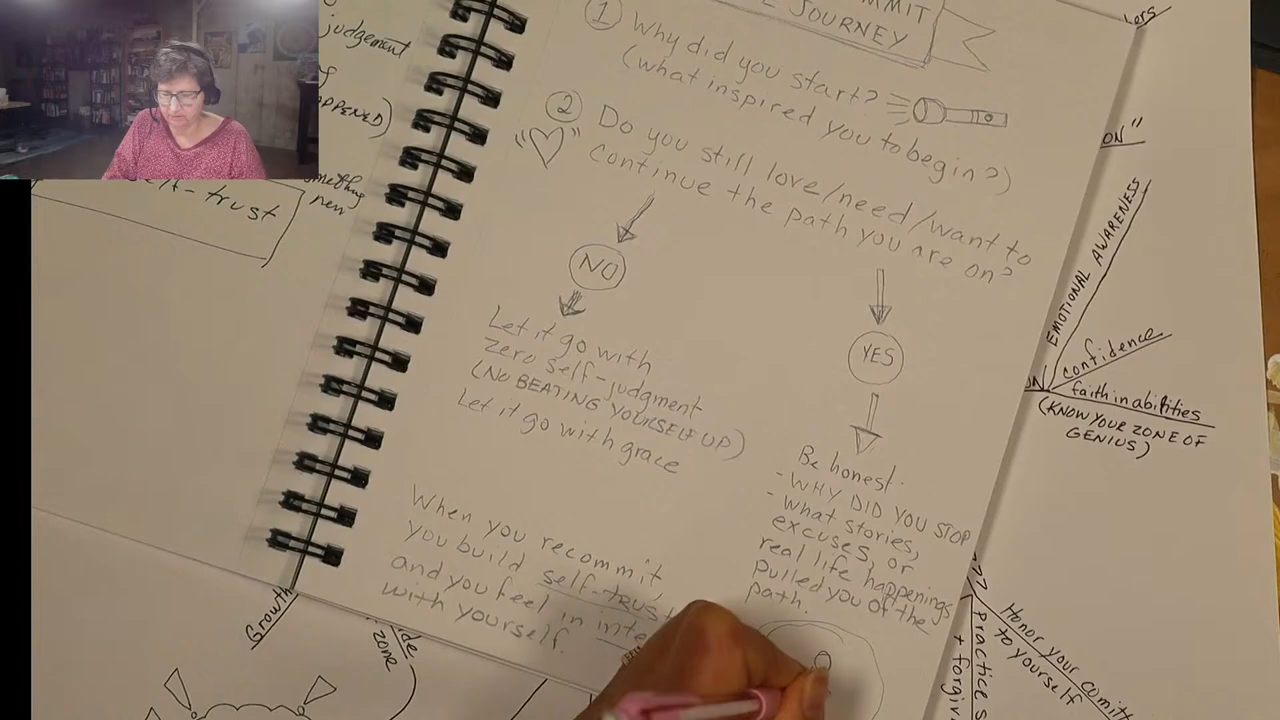 judgement
APPENED)
something
new
self-trust
JOURNEY
① Why did you start?
(what inspired you to begin?)
② Do you still love/need/want to
continue the path you are on?
NO
Let it go with
zero self-judgment
(NO BEATING YOURSELF UP)
Let it go with grace
YES
Be honest.
- WHY DID YOU STOP
- what stories,
excuses, or
real life happenings
pulled you of the
path.
When you recommit,
you build self-trust
and you feel in inte
with yourself.
ON"
EMOTIONAL AWARENESS
confidence
faith in abilities
(KNOW YOUR ZONE OF
GENIUS)
Honor your
to yourself
practice s
+ forgiv
Growth
zone